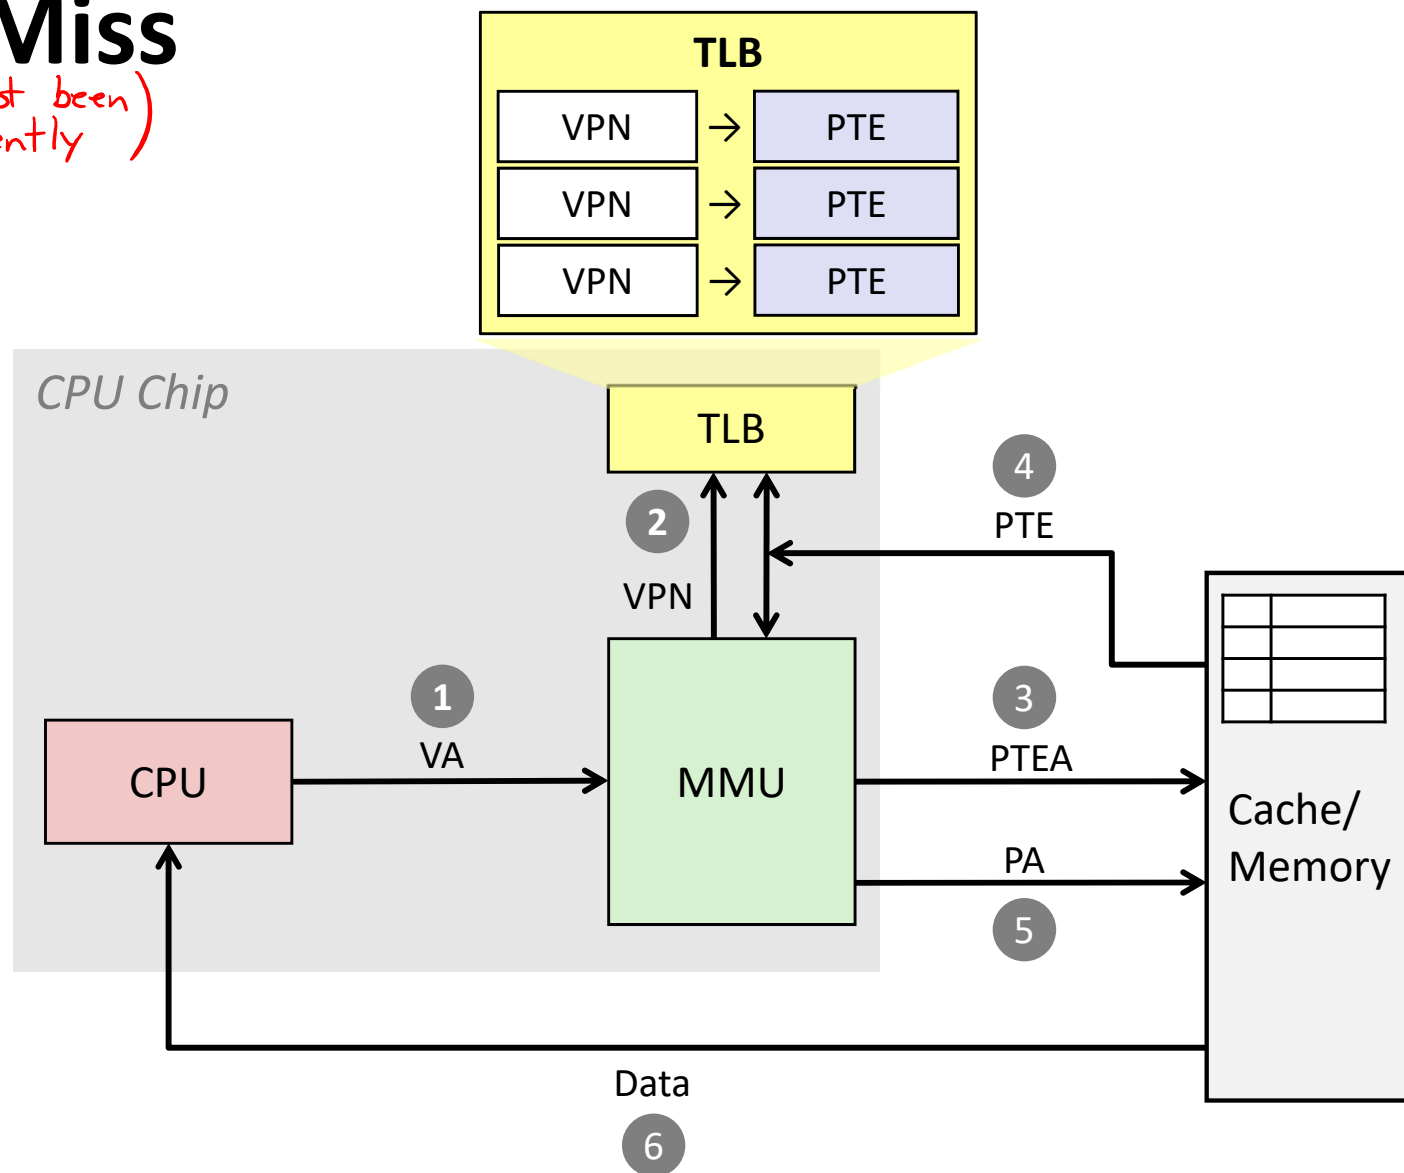 Miss
been)
TLB
VPN → PTE
VPN → PTE
VPN → PTE
CPU Chip
TLB
4
PTE
2
VPN
1
VA
3
PTEA
CPU
MMU
Cache/
Memory
PA
5
Data
6